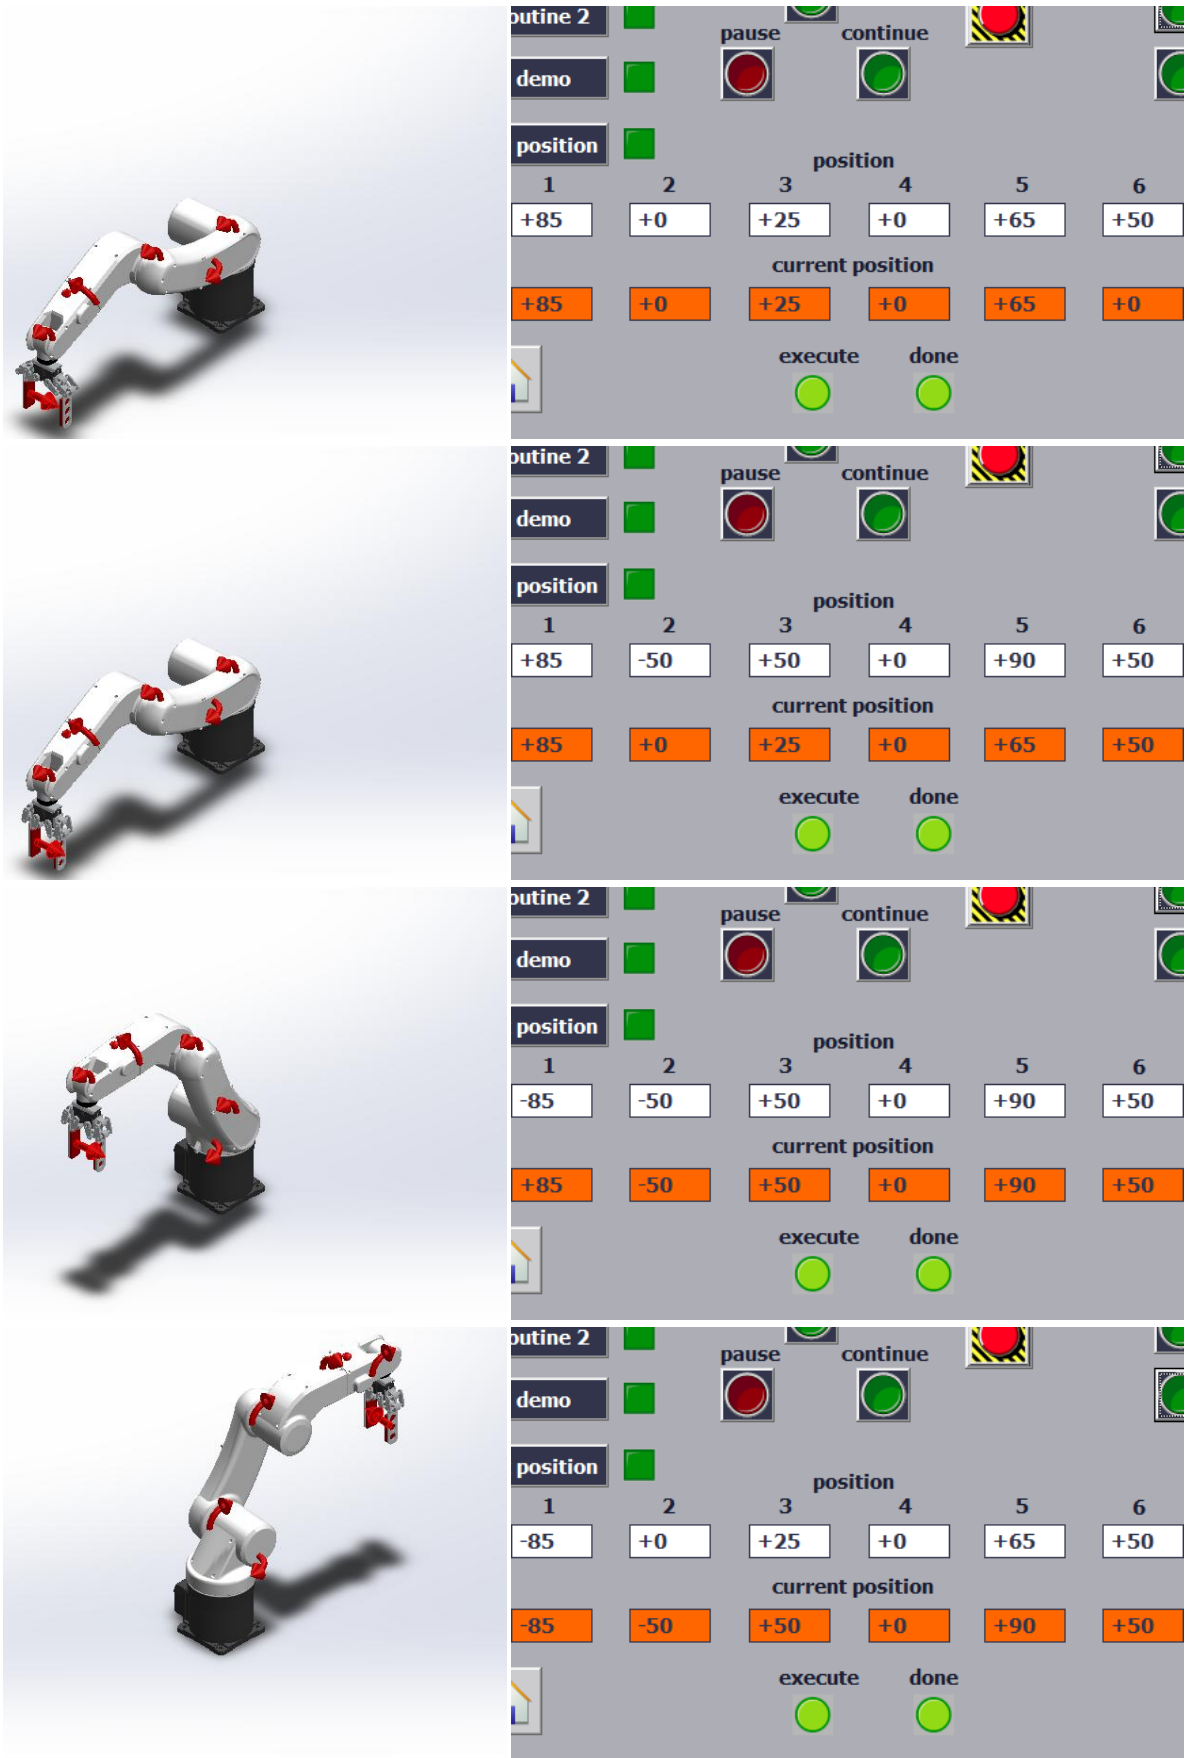 outine 2
pause continue
demo
position
position
1 2 3 4 5 6
+85 +0 +25 +0 +65 +50
current position
+85 +0 +25 +0 +65 +0
execute done
outine 2
pause continue
demo
position
position
1 2 3 4 5 6
+85 -50 +50 +0 +90 +50
current position
+85 +0 +25 +0 +65 +50
execute done
outine 2
pause continue
demo
position
position
1 2 3 4 5 6
-85 -50 +50 +0 +90 +50
current position
+85 -50 +50 +0 +90 +50
execute done
outine 2
pause continue
demo
position
position
1 2 3 4 5 6
-85 +0 +25 +0 +65 +50
current position
-85 -50 +50 +0 +90 +50
execute done